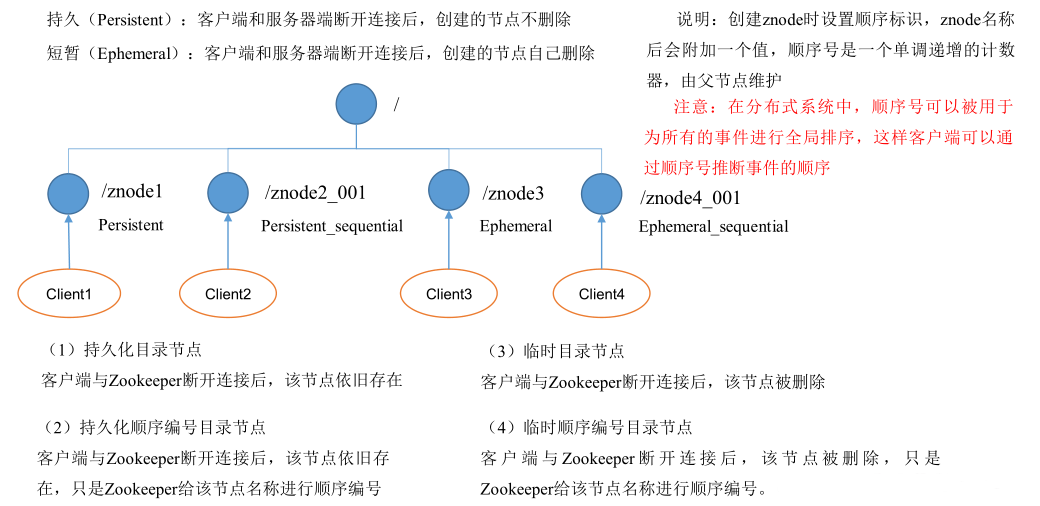 持久（Persistent）：客户端和服务器端断开连接后，创建的节点不删除
短暂（Ephemeral）：客户端和服务器端断开连接后，创建的节点自己删除
说明：创建znode时设置顺序标识，znode名称
后会附加一个值，顺序号是一个单调递增的计数
器，由父节点维护
注意：在分布式系统中，顺序号可以被用于
为所有的事件进行全局排序，这样客户端可以通
过顺序号推断事件的顺序
/
/znode1
Persistent
/znode2_001
Persistent_sequential
/znode3
Ephemeral
/znode4_001
Ephemeral_sequential
Client1
Client2
Client3
Client4
（1）持久化目录节点
客户端与Zookeeper断开连接后，该节点依旧存在
（2）持久化顺序编号目录节点
客户端与Zookeeper断开连接后，该节点依旧存
在，只是Zookeeper给该节点名称进行顺序编号
（3）临时目录节点
客户端与Zookeeper断开连接后，该节点被删除
（4）临时顺序编号目录节点
客户端与Zookeeper断开连接后，该节点被删除，只是
Zookeeper给该节点名称进行顺序编号。